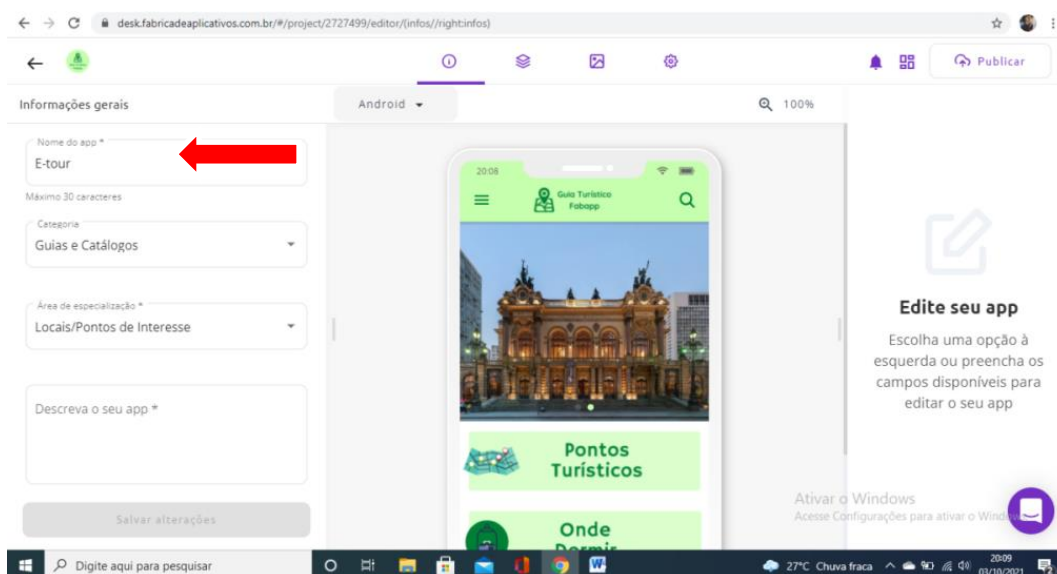 desk.fabricadeaplicativos.com.br/#/project/2727499/editor/(infos//right:infos)
Publicar
Informações gerais
Android
100%
Nome do app *
E-tour
Máximo 30 caracteres
Categoria
Guias e Catálogos
Área de especialização *
Locais/Pontos de Interesse
Descreva o seu app *
Salvar alterações
20:08
Guia Turístico
Fabapp
Pontos
Turísticos
Onde
Dormir
Edite seu app
Escolha uma opção à
esquerda ou preencha os
campos disponíveis para
editar o seu app
Ativar o Windows
Acesse Configurações para ativar o
Digite aqui para pesquisar
27°C Chuva fraca
20:09
03/10/2021